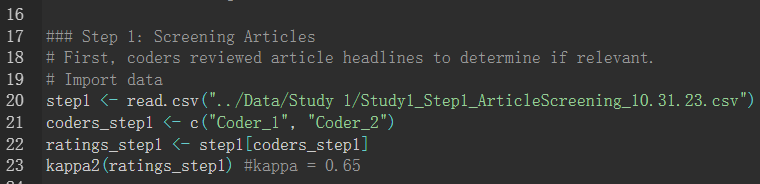 16
17 ### Step 1: Screening Articles
18 # First, coders reviewed article headlines to determine if relevant.
19 # Import data
20 step1 <- read.csv("../Data/Study 1/Study1_Step1_ArticleScreening_10.31.23.csv")
21 coders_step1 <- c("Coder_1", "Coder_2")
22 ratings_step1 <- step1[coders_step1]
23 kappa2(ratings_step1) #kappa = 0.65